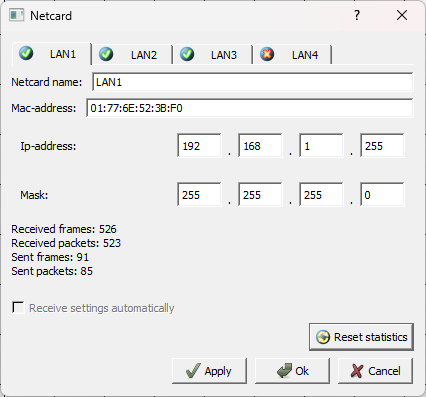 Netcard
? ×
LAN1 LAN2 LAN3 LAN4
Netcard name: LAN1
Mac-address: 01:77:6E:52:3B:F0
Ip-address: 192 . 168 . 1 . 255
Mask: 255 . 255 . 255 . 0
Received frames: 526
Received packets: 523
Sent frames: 91
Sent packets: 85
Receive settings automatically
Reset statistics
Apply Ok Cancel